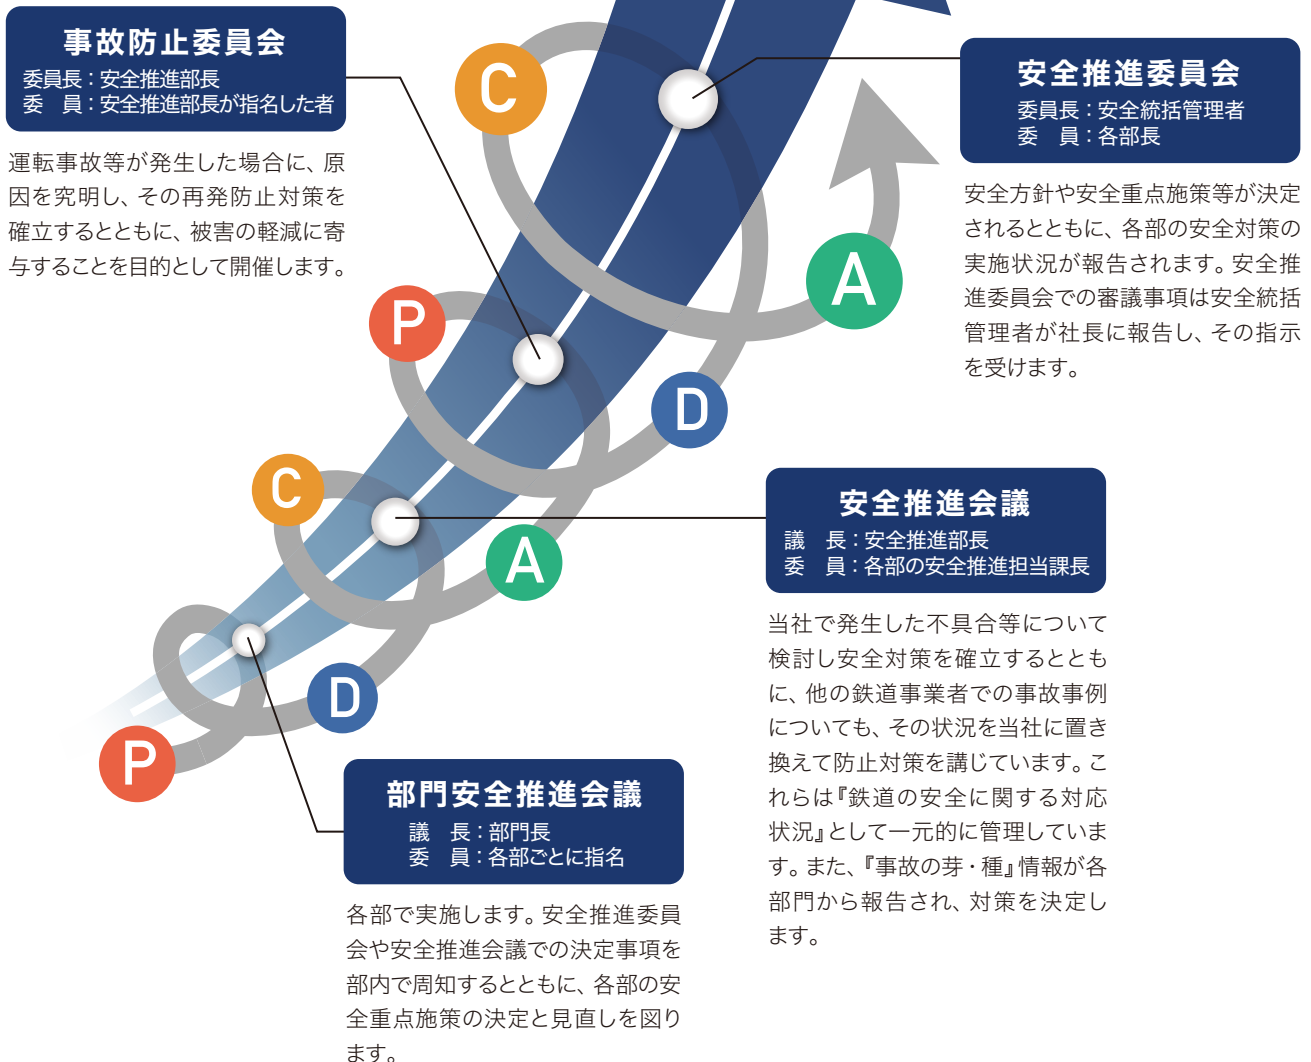 事故防止委員会
委員長：安全推進部長
委　員：安全推進部長が指名した者
運転事故等が発生した場合に、原
因を究明し、その再発防止対策を
確立するとともに、被害の軽減に寄
与することを目的として開催します。
C
安全推進委員会
委員長：安全統括管理者
委　員：各部長
安全方針や安全重点施策等が決定
されるとともに、各部の安全対策の
実施状況が報告されます。安全推
進委員会での審議事項は安全統括
管理者が社長に報告し、その指示
を受けます。
A
P
D
C
A
安全推進会議
議　長：安全推進部長
委　員：各部の安全推進担当課長
当社で発生した不具合等について
検討し安全対策を確立するととも
に、他の鉄道事業者での事故事例
についても、その状況を当社に置き
換えて防止対策を講じています。こ
れらは『鉄道の安全に関する対応
状況』として一元的に管理していま
す。また、『事故の芽・種』情報が各
部門から報告され、対策を決定し
ます。
D
P
部門安全推進会議
議　長：部門長
委　員：各部ごとに指名
各部で実施します。安全推進委員
会や安全推進会議での決定事項を
部内で周知するとともに、各部の安
全重点施策の決定と見直しを図り
ます。